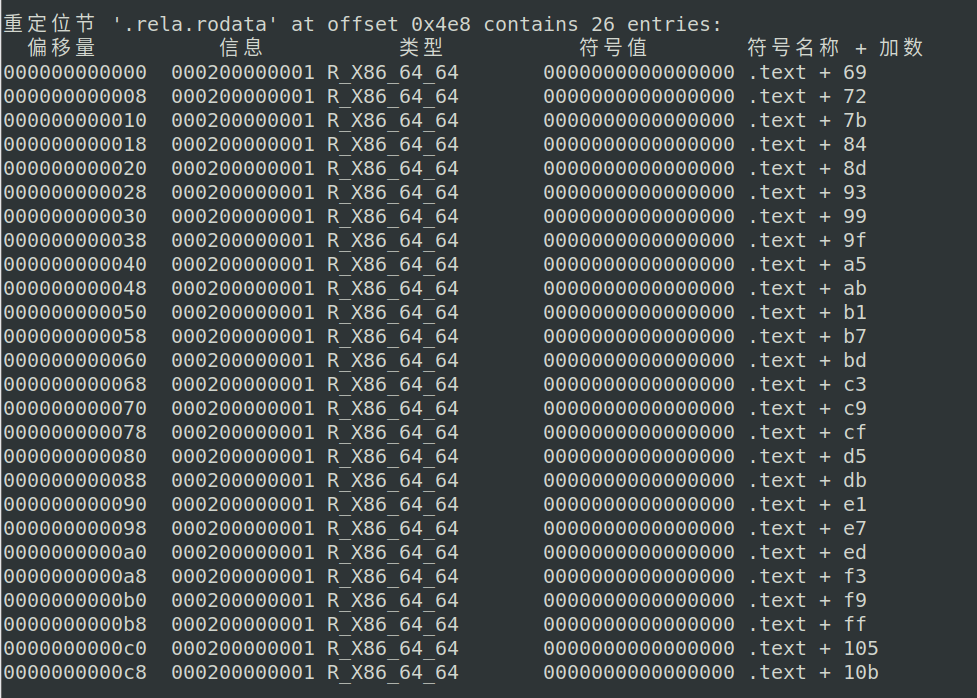 重定位节 '.rela.rodata' at offset 0x4e8 contains 26 entries:
  偏移量          信息           类型           符号值        符号名称 + 加数
000000000000  000200000001 R_X86_64_64       0000000000000000 .text + 69
000000000008  000200000001 R_X86_64_64       0000000000000000 .text + 72
000000000010  000200000001 R_X86_64_64       0000000000000000 .text + 7b
000000000018  000200000001 R_X86_64_64       0000000000000000 .text + 84
000000000020  000200000001 R_X86_64_64       0000000000000000 .text + 8d
000000000028  000200000001 R_X86_64_64       0000000000000000 .text + 93
000000000030  000200000001 R_X86_64_64       0000000000000000 .text + 99
000000000038  000200000001 R_X86_64_64       0000000000000000 .text + 9f
000000000040  000200000001 R_X86_64_64       0000000000000000 .text + a5
000000000048  000200000001 R_X86_64_64       0000000000000000 .text + ab
000000000050  000200000001 R_X86_64_64       0000000000000000 .text + b1
000000000058  000200000001 R_X86_64_64       0000000000000000 .text + b7
000000000060  000200000001 R_X86_64_64       0000000000000000 .text + bd
000000000068  000200000001 R_X86_64_64       0000000000000000 .text + c3
000000000070  000200000001 R_X86_64_64       0000000000000000 .text + c9
000000000078  000200000001 R_X86_64_64       0000000000000000 .text + cf
000000000080  000200000001 R_X86_64_64       0000000000000000 .text + d5
000000000088  000200000001 R_X86_64_64       0000000000000000 .text + db
000000000090  000200000001 R_X86_64_64       0000000000000000 .text + e1
000000000098  000200000001 R_X86_64_64       0000000000000000 .text + e7
0000000000a0  000200000001 R_X86_64_64       0000000000000000 .text + ed
0000000000a8  000200000001 R_X86_64_64       0000000000000000 .text + f3
0000000000b0  000200000001 R_X86_64_64       0000000000000000 .text + f9
0000000000b8  000200000001 R_X86_64_64       0000000000000000 .text + ff
0000000000c0  000200000001 R_X86_64_64       0000000000000000 .text + 105
0000000000c8  000200000001 R_X86_64_64       0000000000000000 .text + 10b